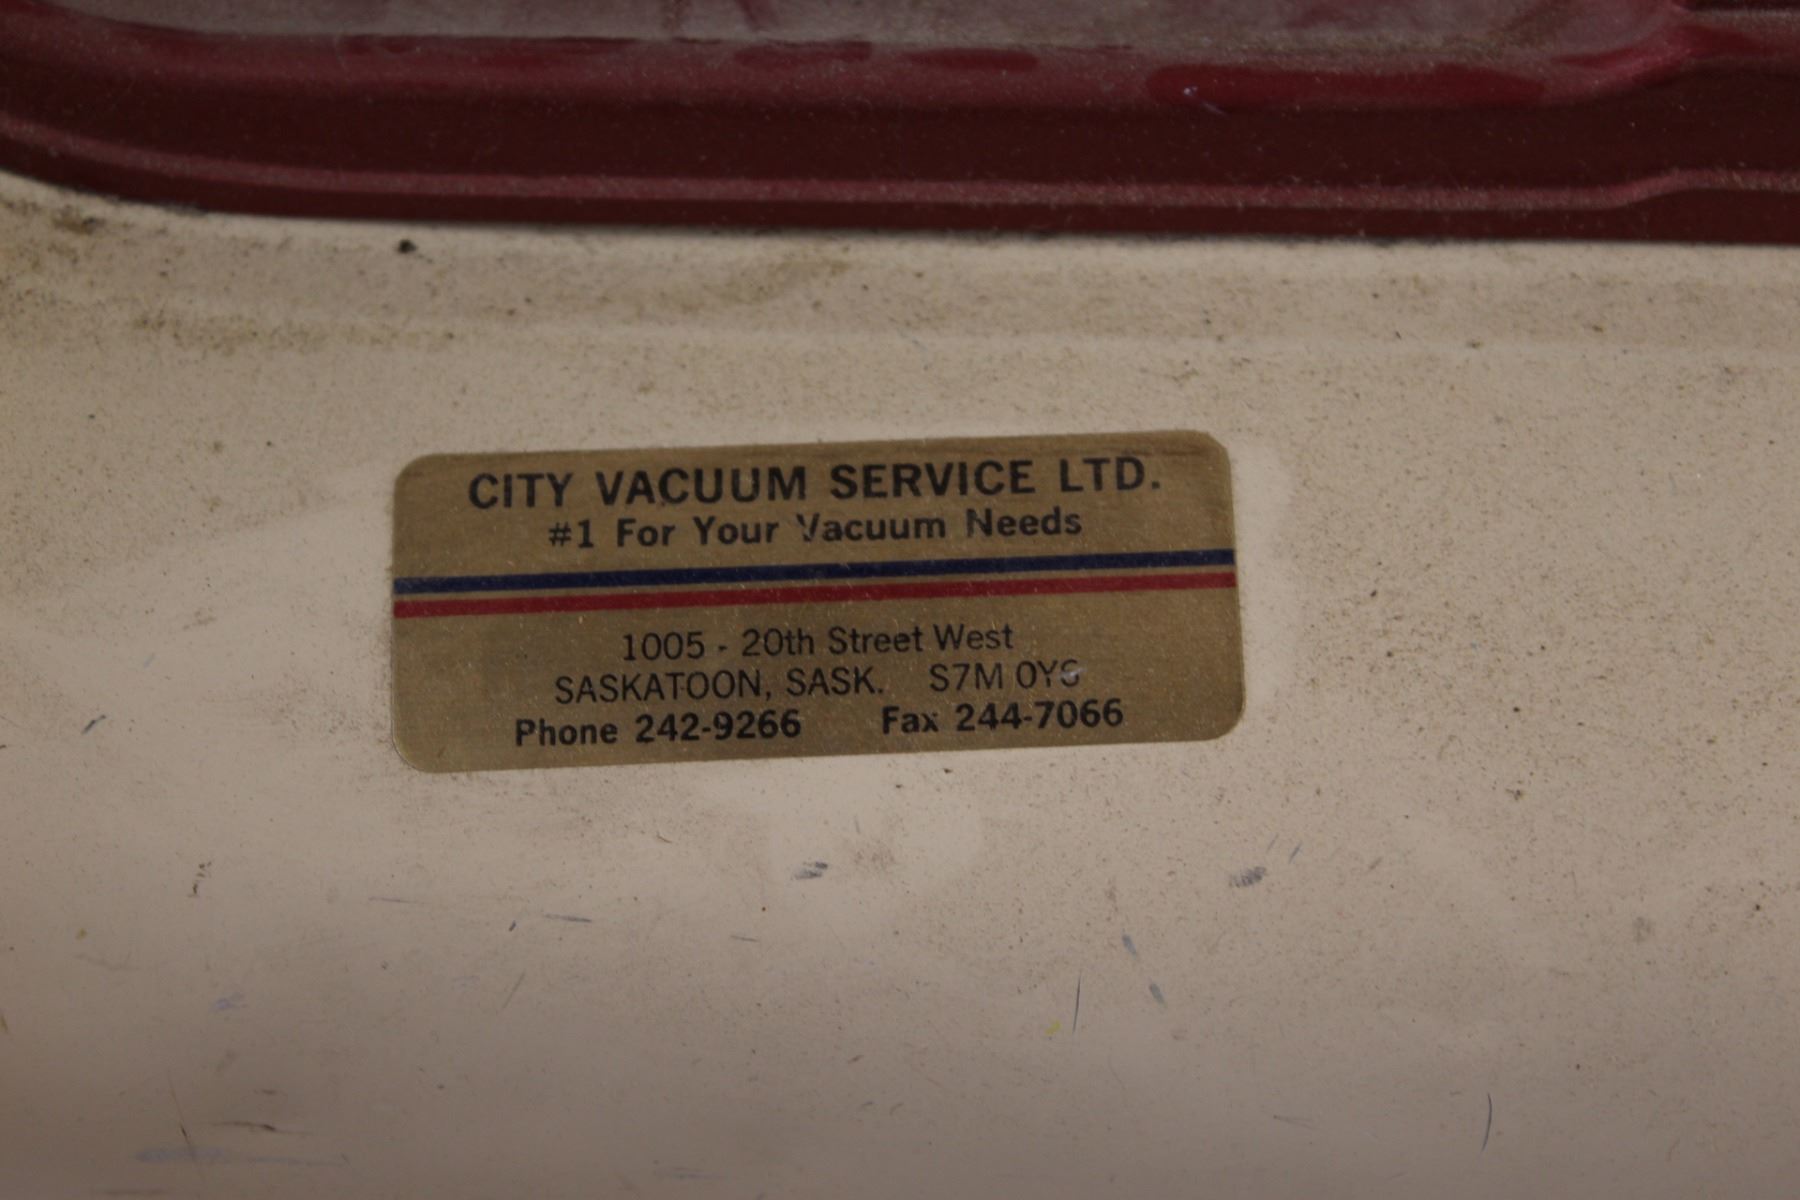 CITY VACUUM SERVICE LTD.
#1 For Your Vacuum Needs
1005 - 20th Street West
SASKATOON, SASK. S7M 0Y6
Phone 242-9266 Fax 244-7066